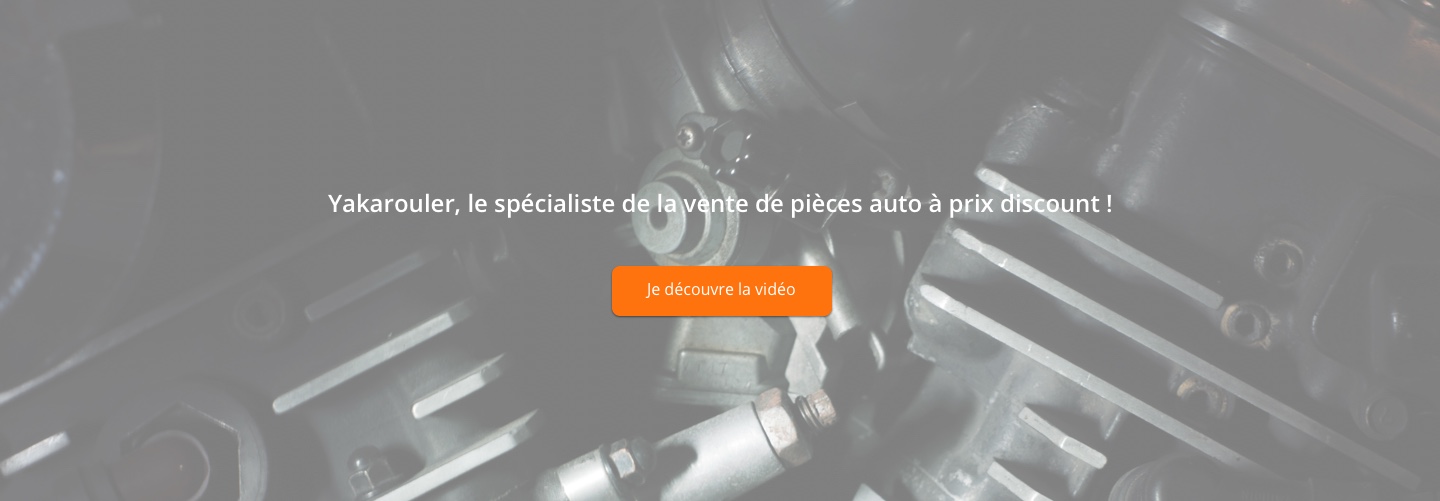 Yakarouler, le spécialiste de la vente de pièces auto à prix discount !
Je découvre la vidéo